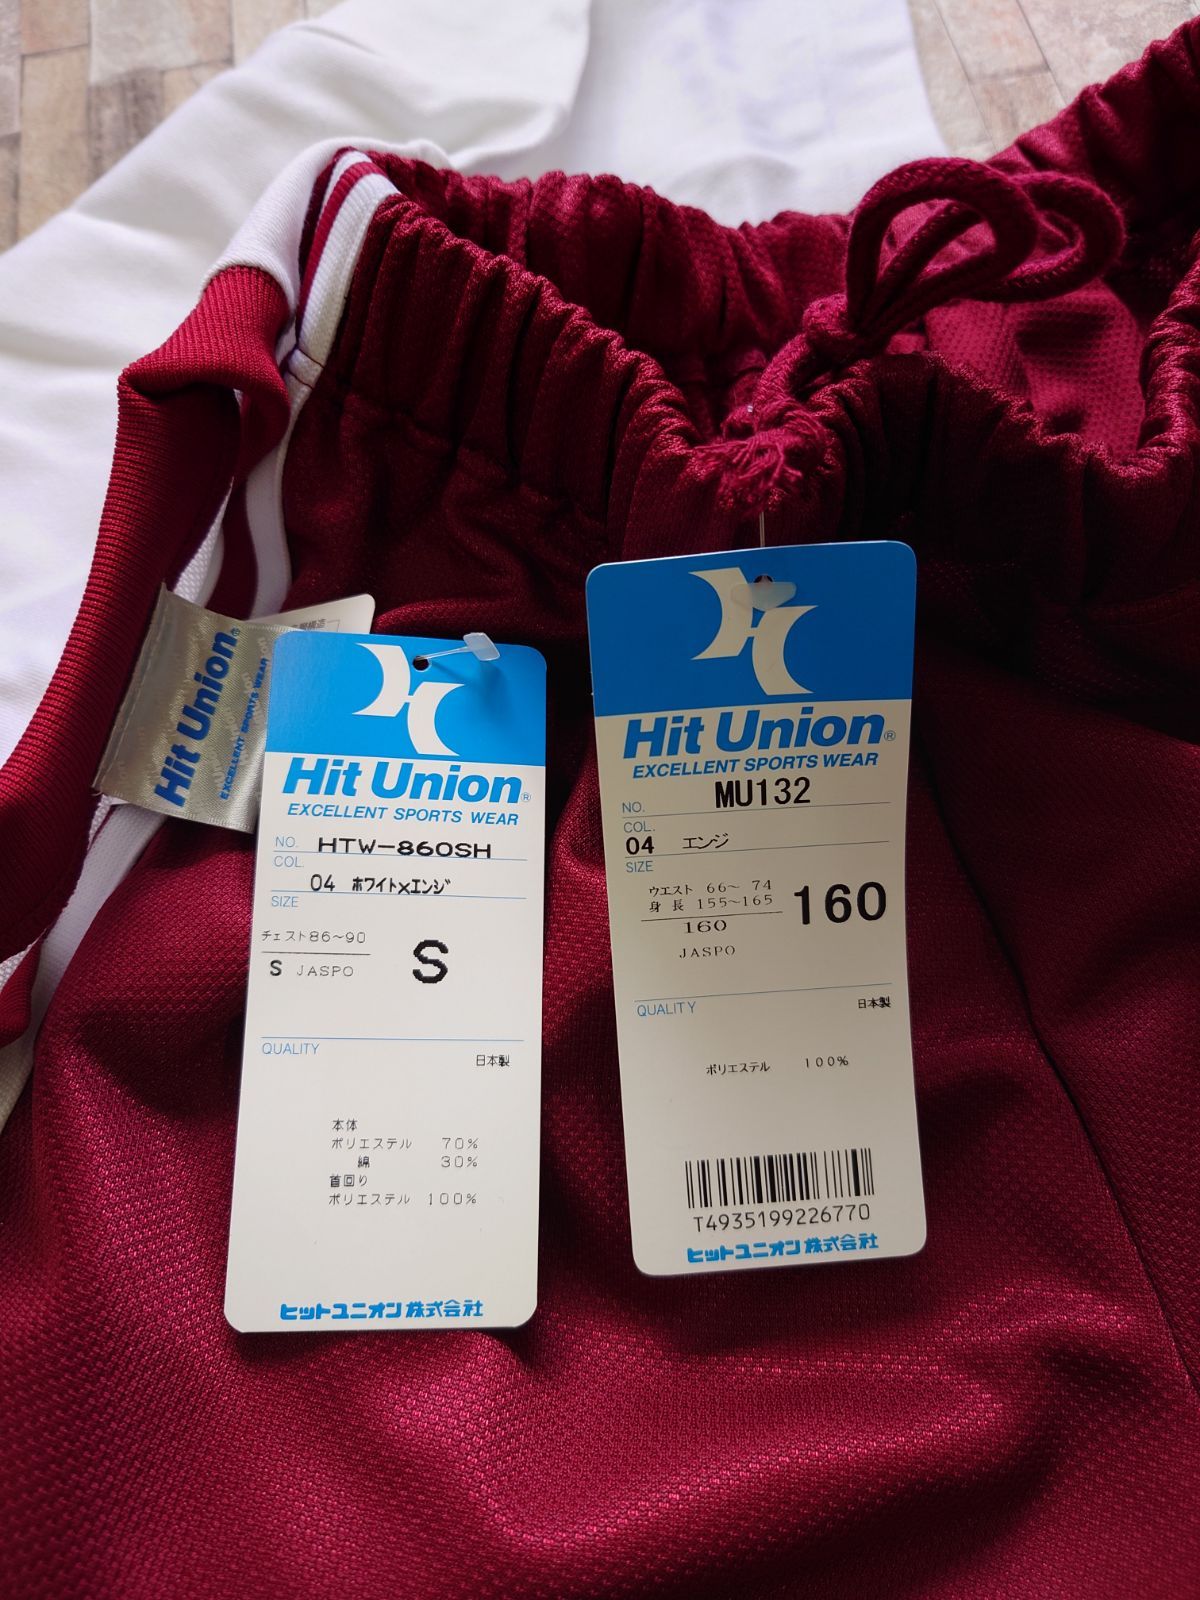 Hit Union®
EXCELLENT SPORTS WEAR
Hit Union®
EXCELLENT SPORTS WEAR
NO. HTW-860SH
COL.
04 ホワイト×エンジ
SIZE
チェスト86～90
S JASPO
S
QUALITY
日本製
本体
ポリエステル 70%
綿 30%
首回り
ポリエステル 100%
ヒットユニオン株式会社
Hit Union®
EXCELLENT SPORTS WEAR
NO. MU132
COL.
04 エンジ
SIZE
ウエスト 66～ 74
身 長 155～165
160
JASPO
160
QUALITY
日本製
ポリエステル 100%
T4935199226770
ヒットユニオン株式会社